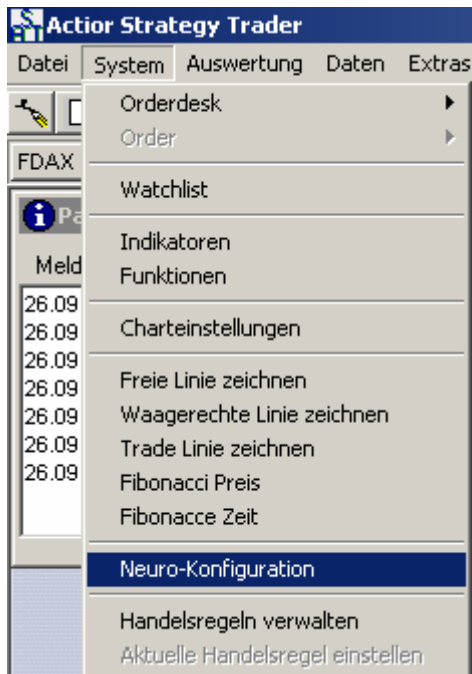 Actior Strategy Trader
Datei System Auswertung Daten Extras
Orderdesk
Order
FDAX
Watchlist
Indikatoren
Meld
Funktionen
26.09
26.09
26.09
26.09
26.09
26.09
26.09
Charteinstellungen
Freie Linie zeichnen
Waagerechte Linie zeichnen
Trade Linie zeichnen
Fibonacci Preis
Fibonacce Zeit
Neuro-Konfiguration
Handelsregeln verwalten
Aktuelle Handelsregel einstellen